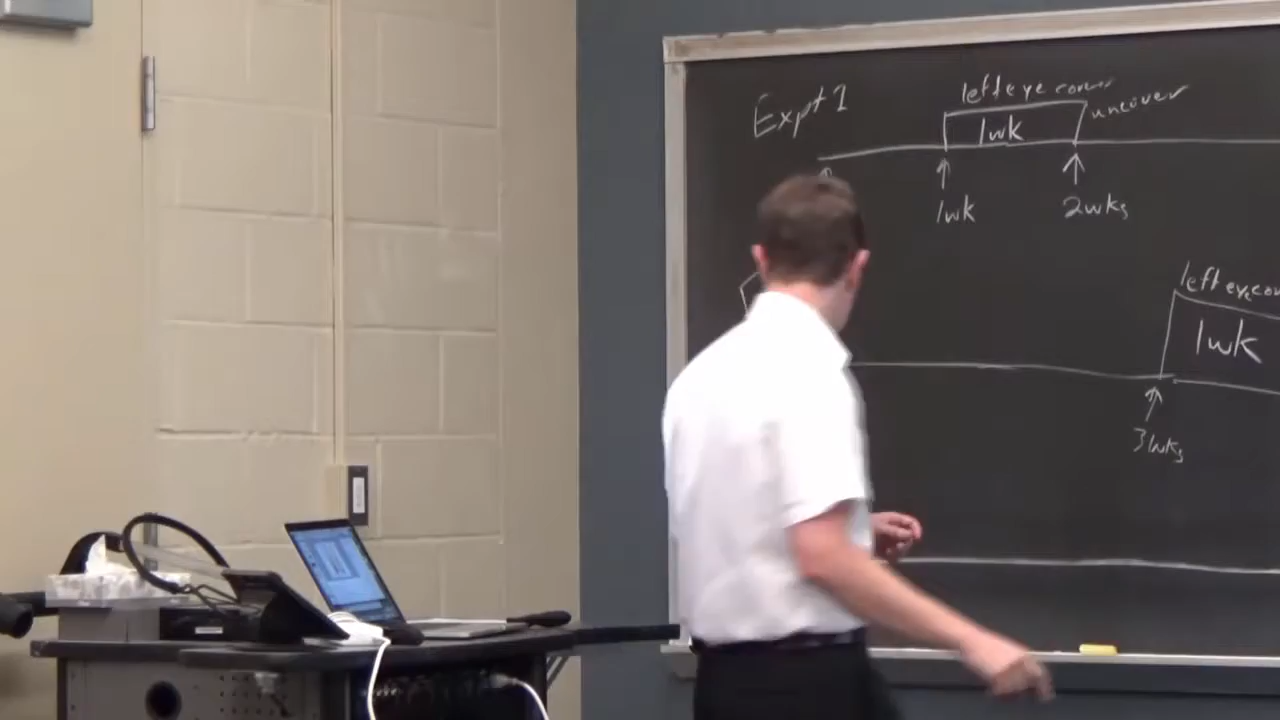 left eye cover
Expt 1
1wk
uncover
1wk
2wks
left eye cov
1wk
3wks